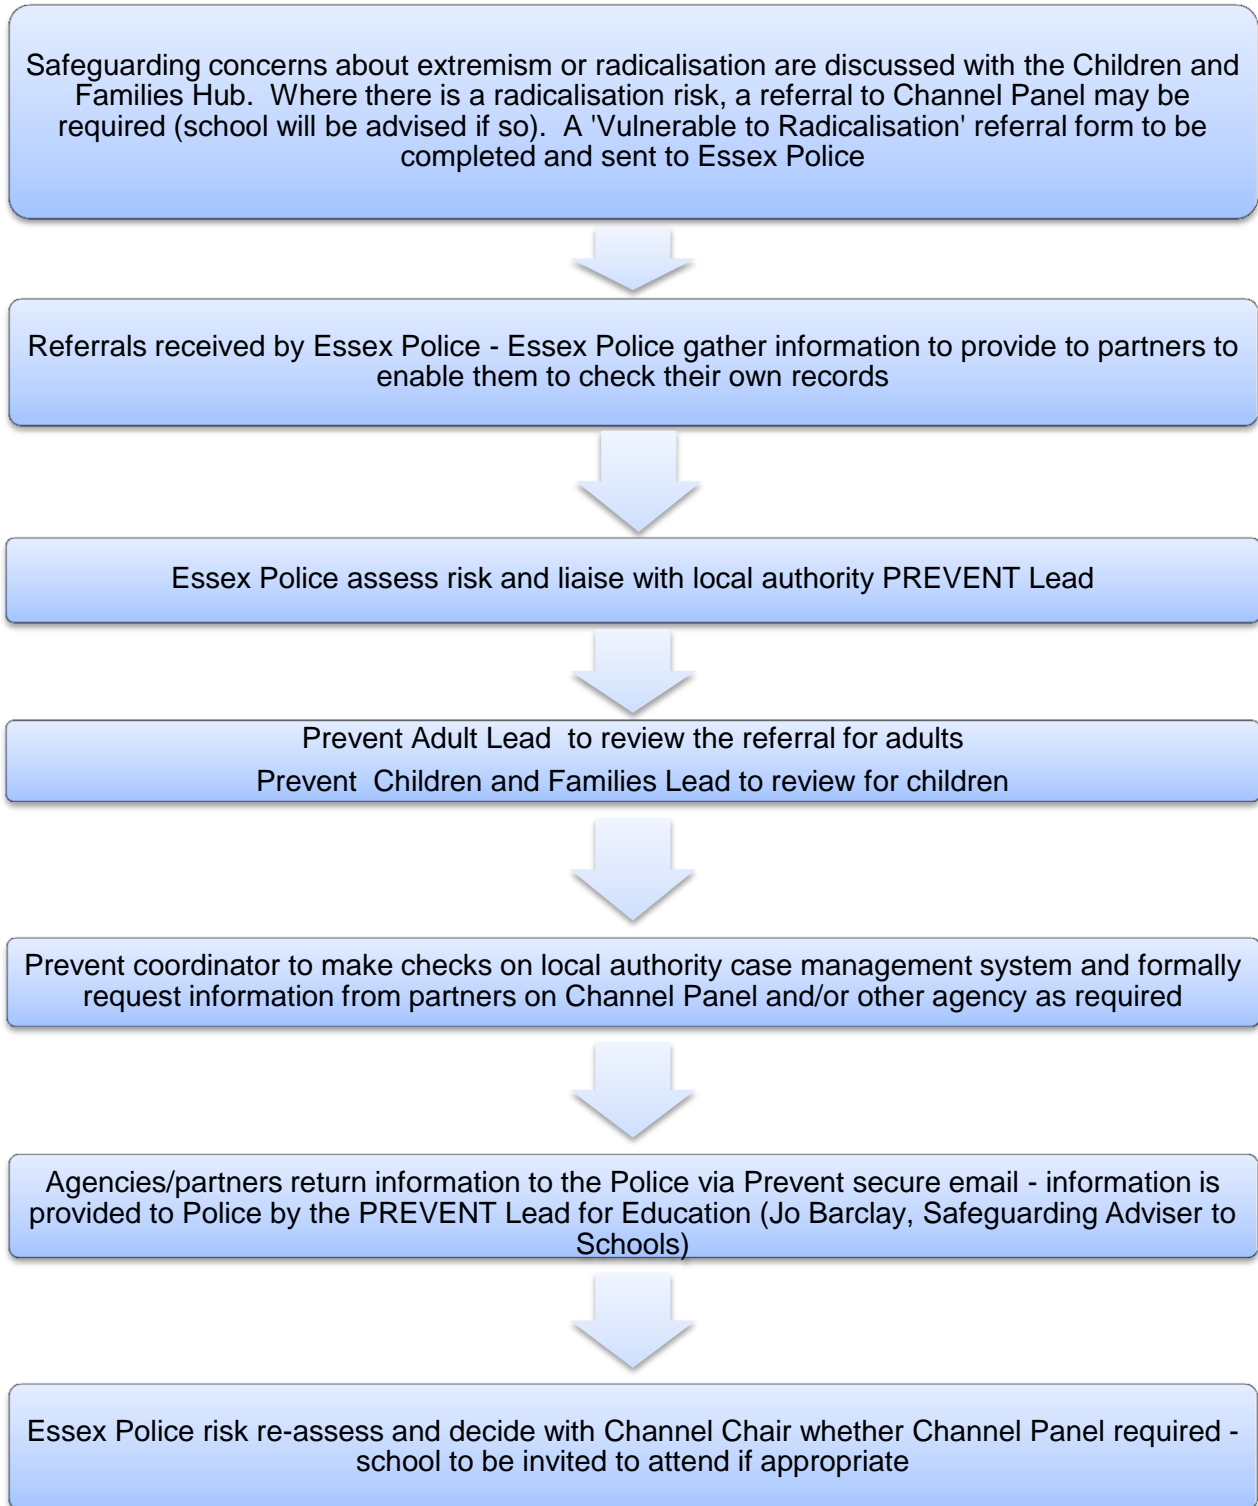 Safeguarding concerns about extremism or radicalisation are discussed with the Children and
Families Hub.  Where there is a radicalisation risk, a referral to Channel Panel may be
required (school will be advised if so).  A 'Vulnerable to Radicalisation' referral form to be
completed and sent to Essex Police
Referrals received by Essex Police - Essex Police gather information to provide to partners to
enable them to check their own records
Essex Police assess risk and liaise with local authority PREVENT Lead
Prevent Adult Lead  to review the referral for adults
Prevent  Children and Families Lead to review for children
Prevent coordinator to make checks on local authority case management system and formally
request information from partners on Channel Panel and/or other agency as required
Agencies/partners return information to the Police via Prevent secure email - information is
provided to Police by the PREVENT Lead for Education (Jo Barclay, Safeguarding Adviser to
Schools)
Essex Police risk re-assess and decide with Channel Chair whether Channel Panel required -
school to be invited to attend if appropriate